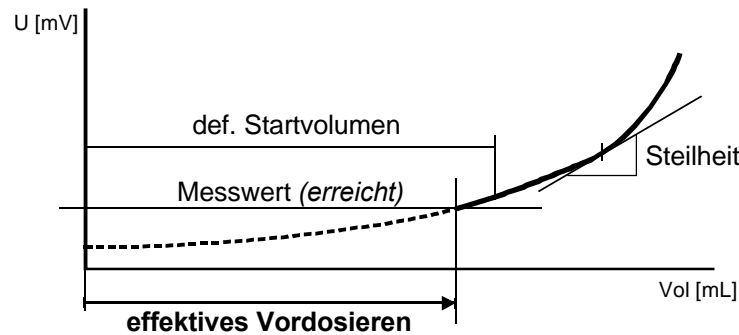 U [mV]
def. Startvolumen
Steilheit
Messwert (erreicht)
Vol [mL]
effektives Vordosieren